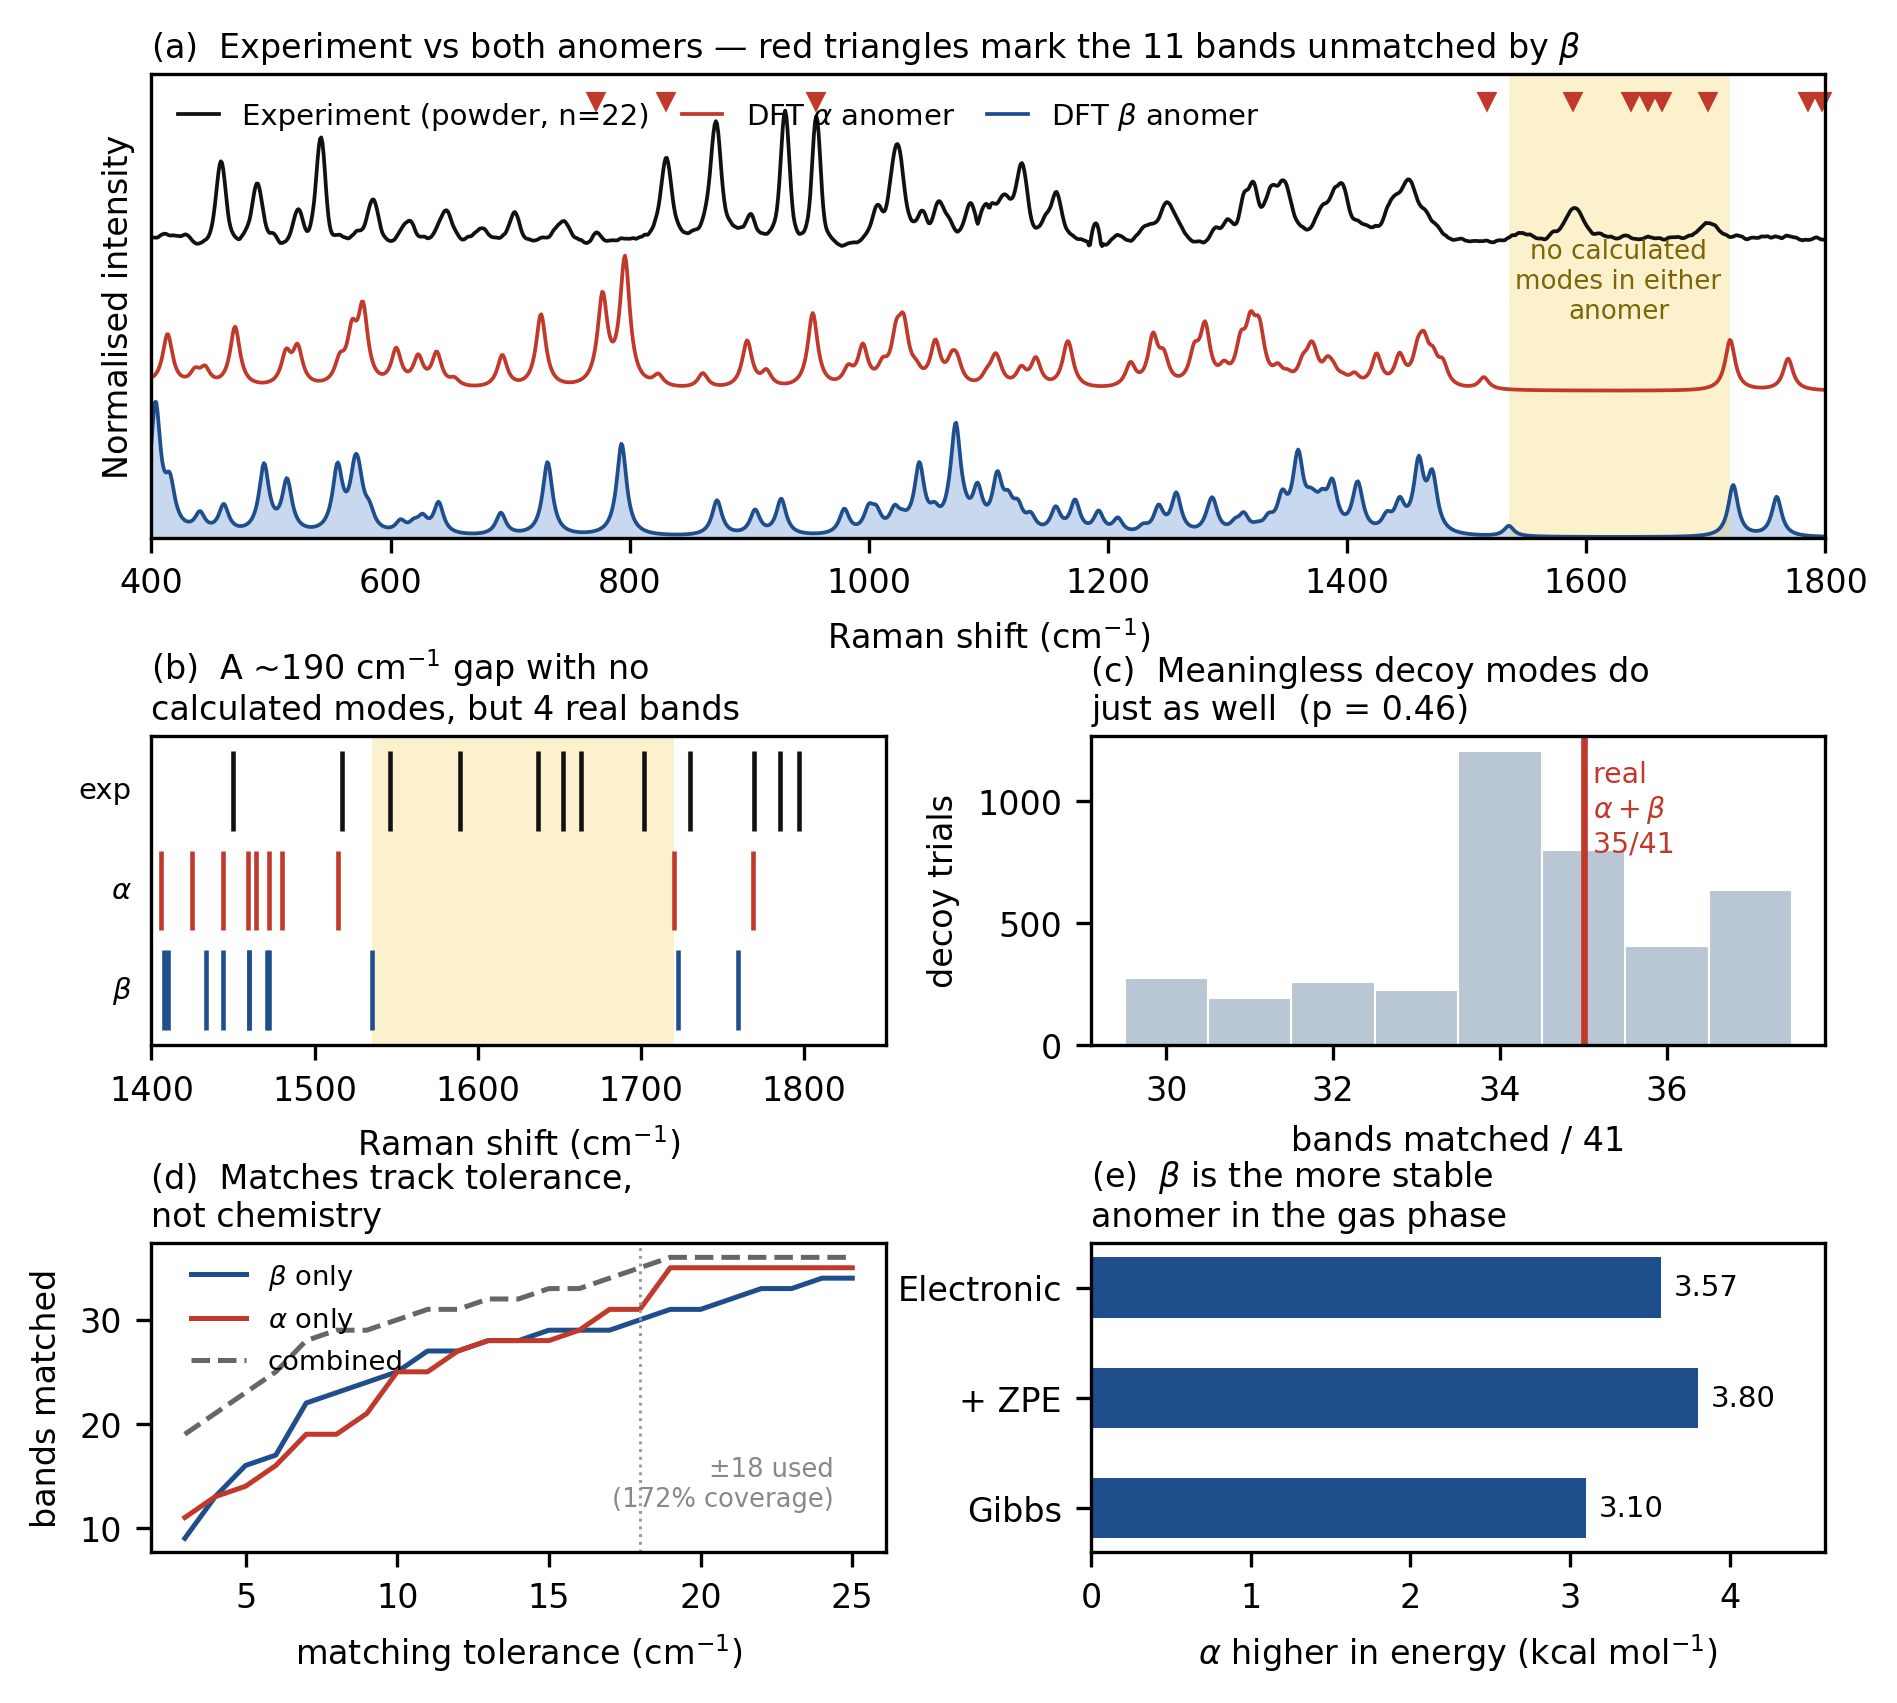 (a)  Experiment vs both anomers — red triangles mark the 11 bands unmatched by β
Normalised intensity
Experiment (powder, n=22)
DFT α anomer
DFT β anomer
no calculated
modes in either
anomer
400 600 800 1000 1200 1400 1600 1800
Raman shift (cm⁻¹)
(b)  A ~190 cm⁻¹ gap with no
calculated modes, but 4 real bands
exp
α
β
1400 1500 1600 1700 1800
Raman shift (cm⁻¹)
(c)  Meaningless decoy modes do
just as well  (p = 0.46)
decoy trials
1000
500
0
real
α + β
35/41
30 32 34 36
bands matched / 41
(d)  Matches track tolerance,
not chemistry
bands matched
30
20
10
β only
α only
combined
±18 used
(172% coverage)
5 10 15 20 25
matching tolerance (cm⁻¹)
(e)  β is the more stable
anomer in the gas phase
Electronic
3.57
+ ZPE
3.80
Gibbs
3.10
0 1 2 3 4
α higher in energy (kcal mol⁻¹)